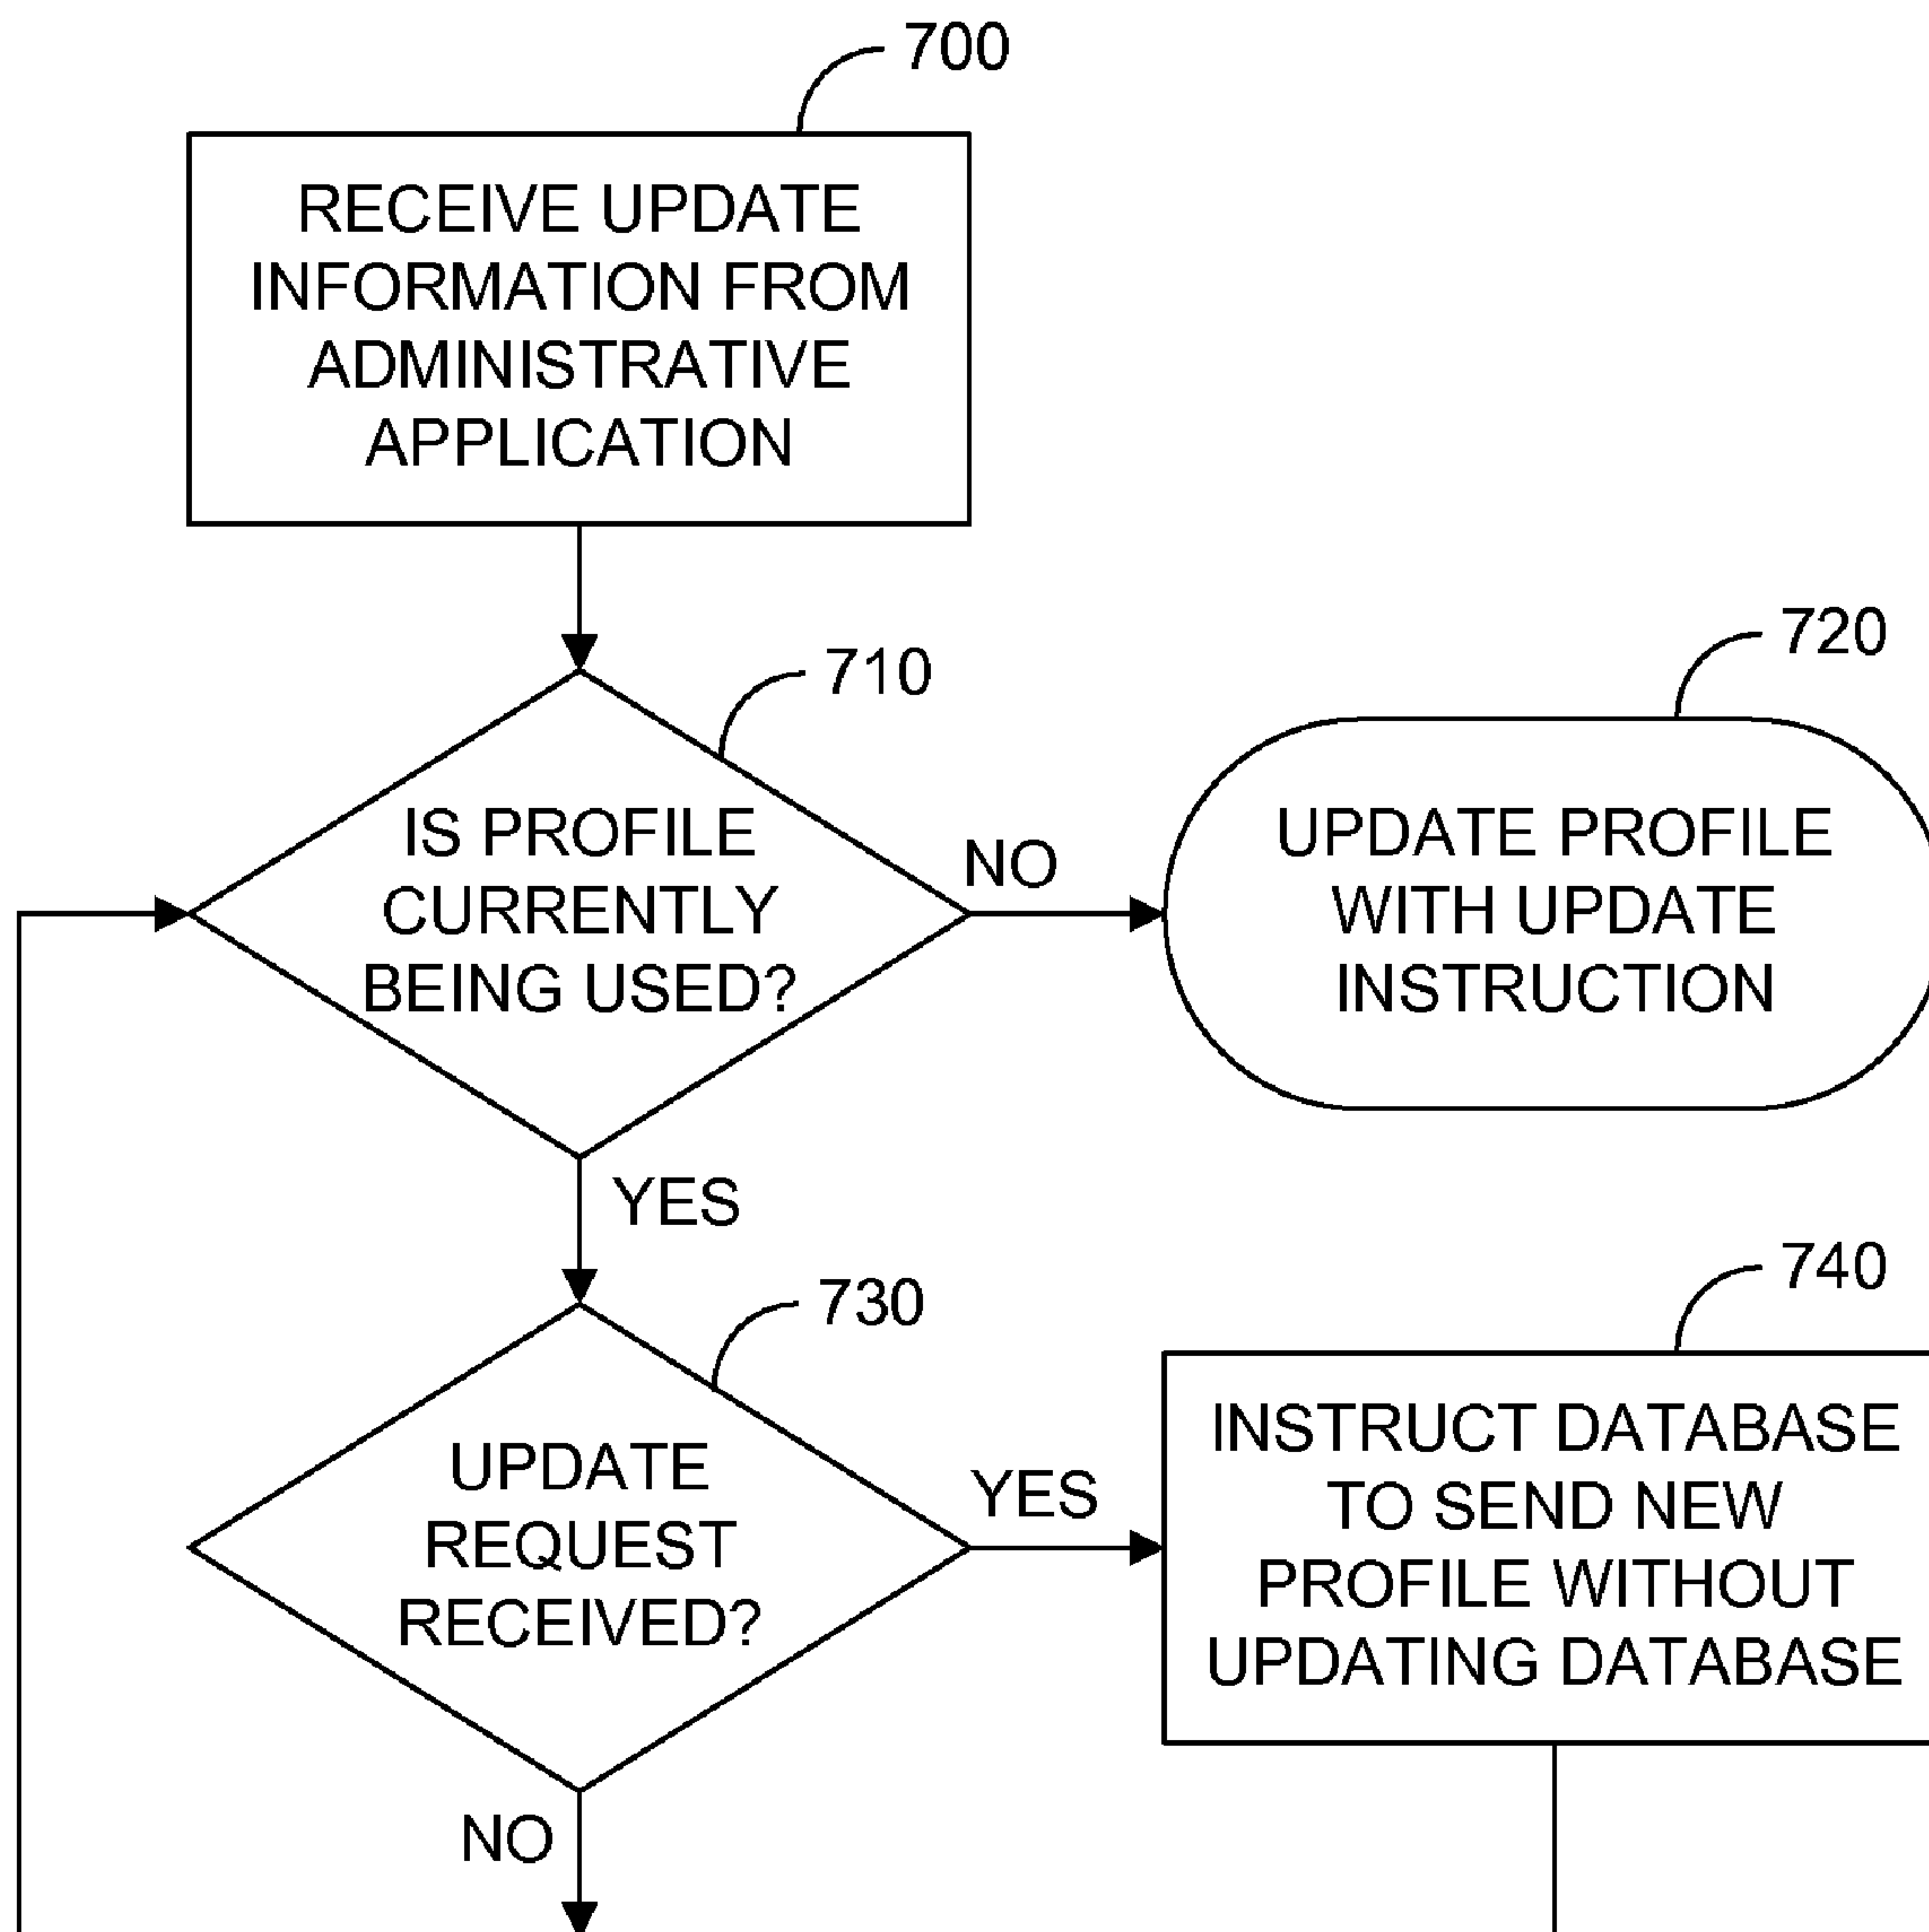 700
RECEIVE UPDATE
INFORMATION FROM
ADMINISTRATIVE
APPLICATION
710
IS PROFILE
CURRENTLY
BEING USED?
NO
720
UPDATE PROFILE
WITH UPDATE
INSTRUCTION
YES
730
UPDATE
REQUEST
RECEIVED?
YES
740
INSTRUCT DATABASE
TO SEND NEW
PROFILE WITHOUT
UPDATING DATABASE
NO